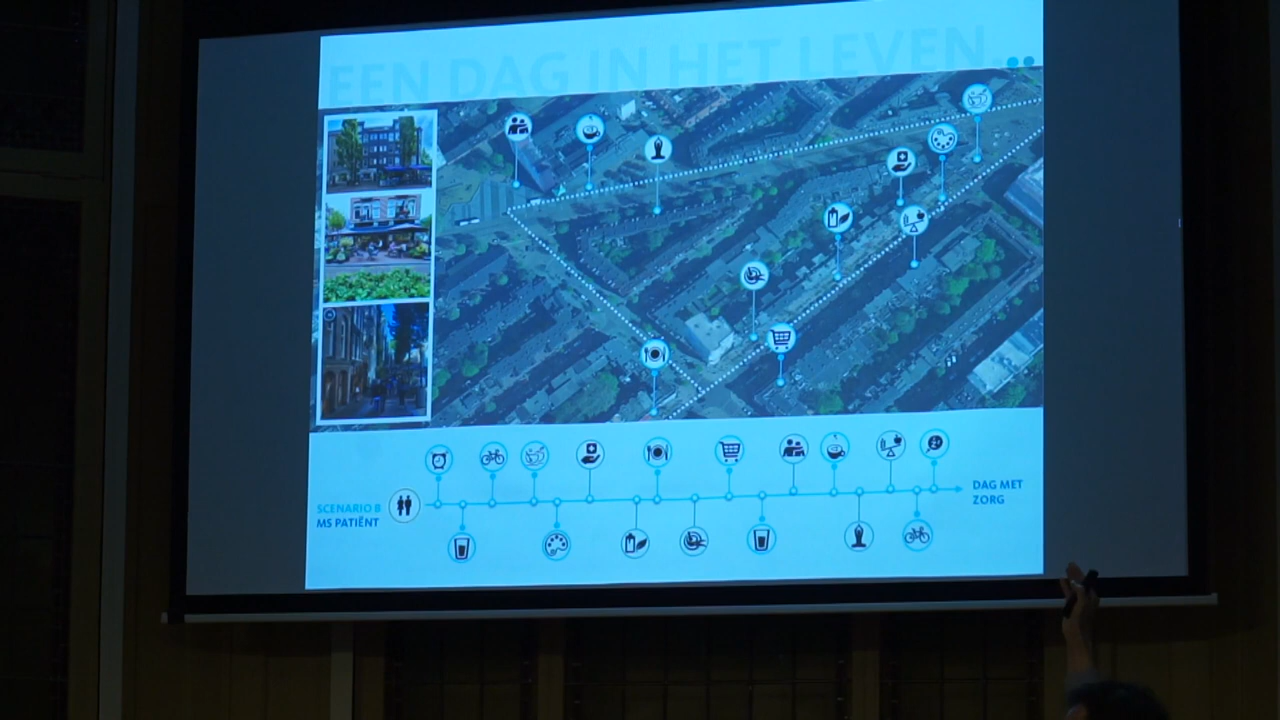 EEN DAG IN HET LEVEN...
SCENARIO B
MS PATIËNT
DAG MET
ZORG